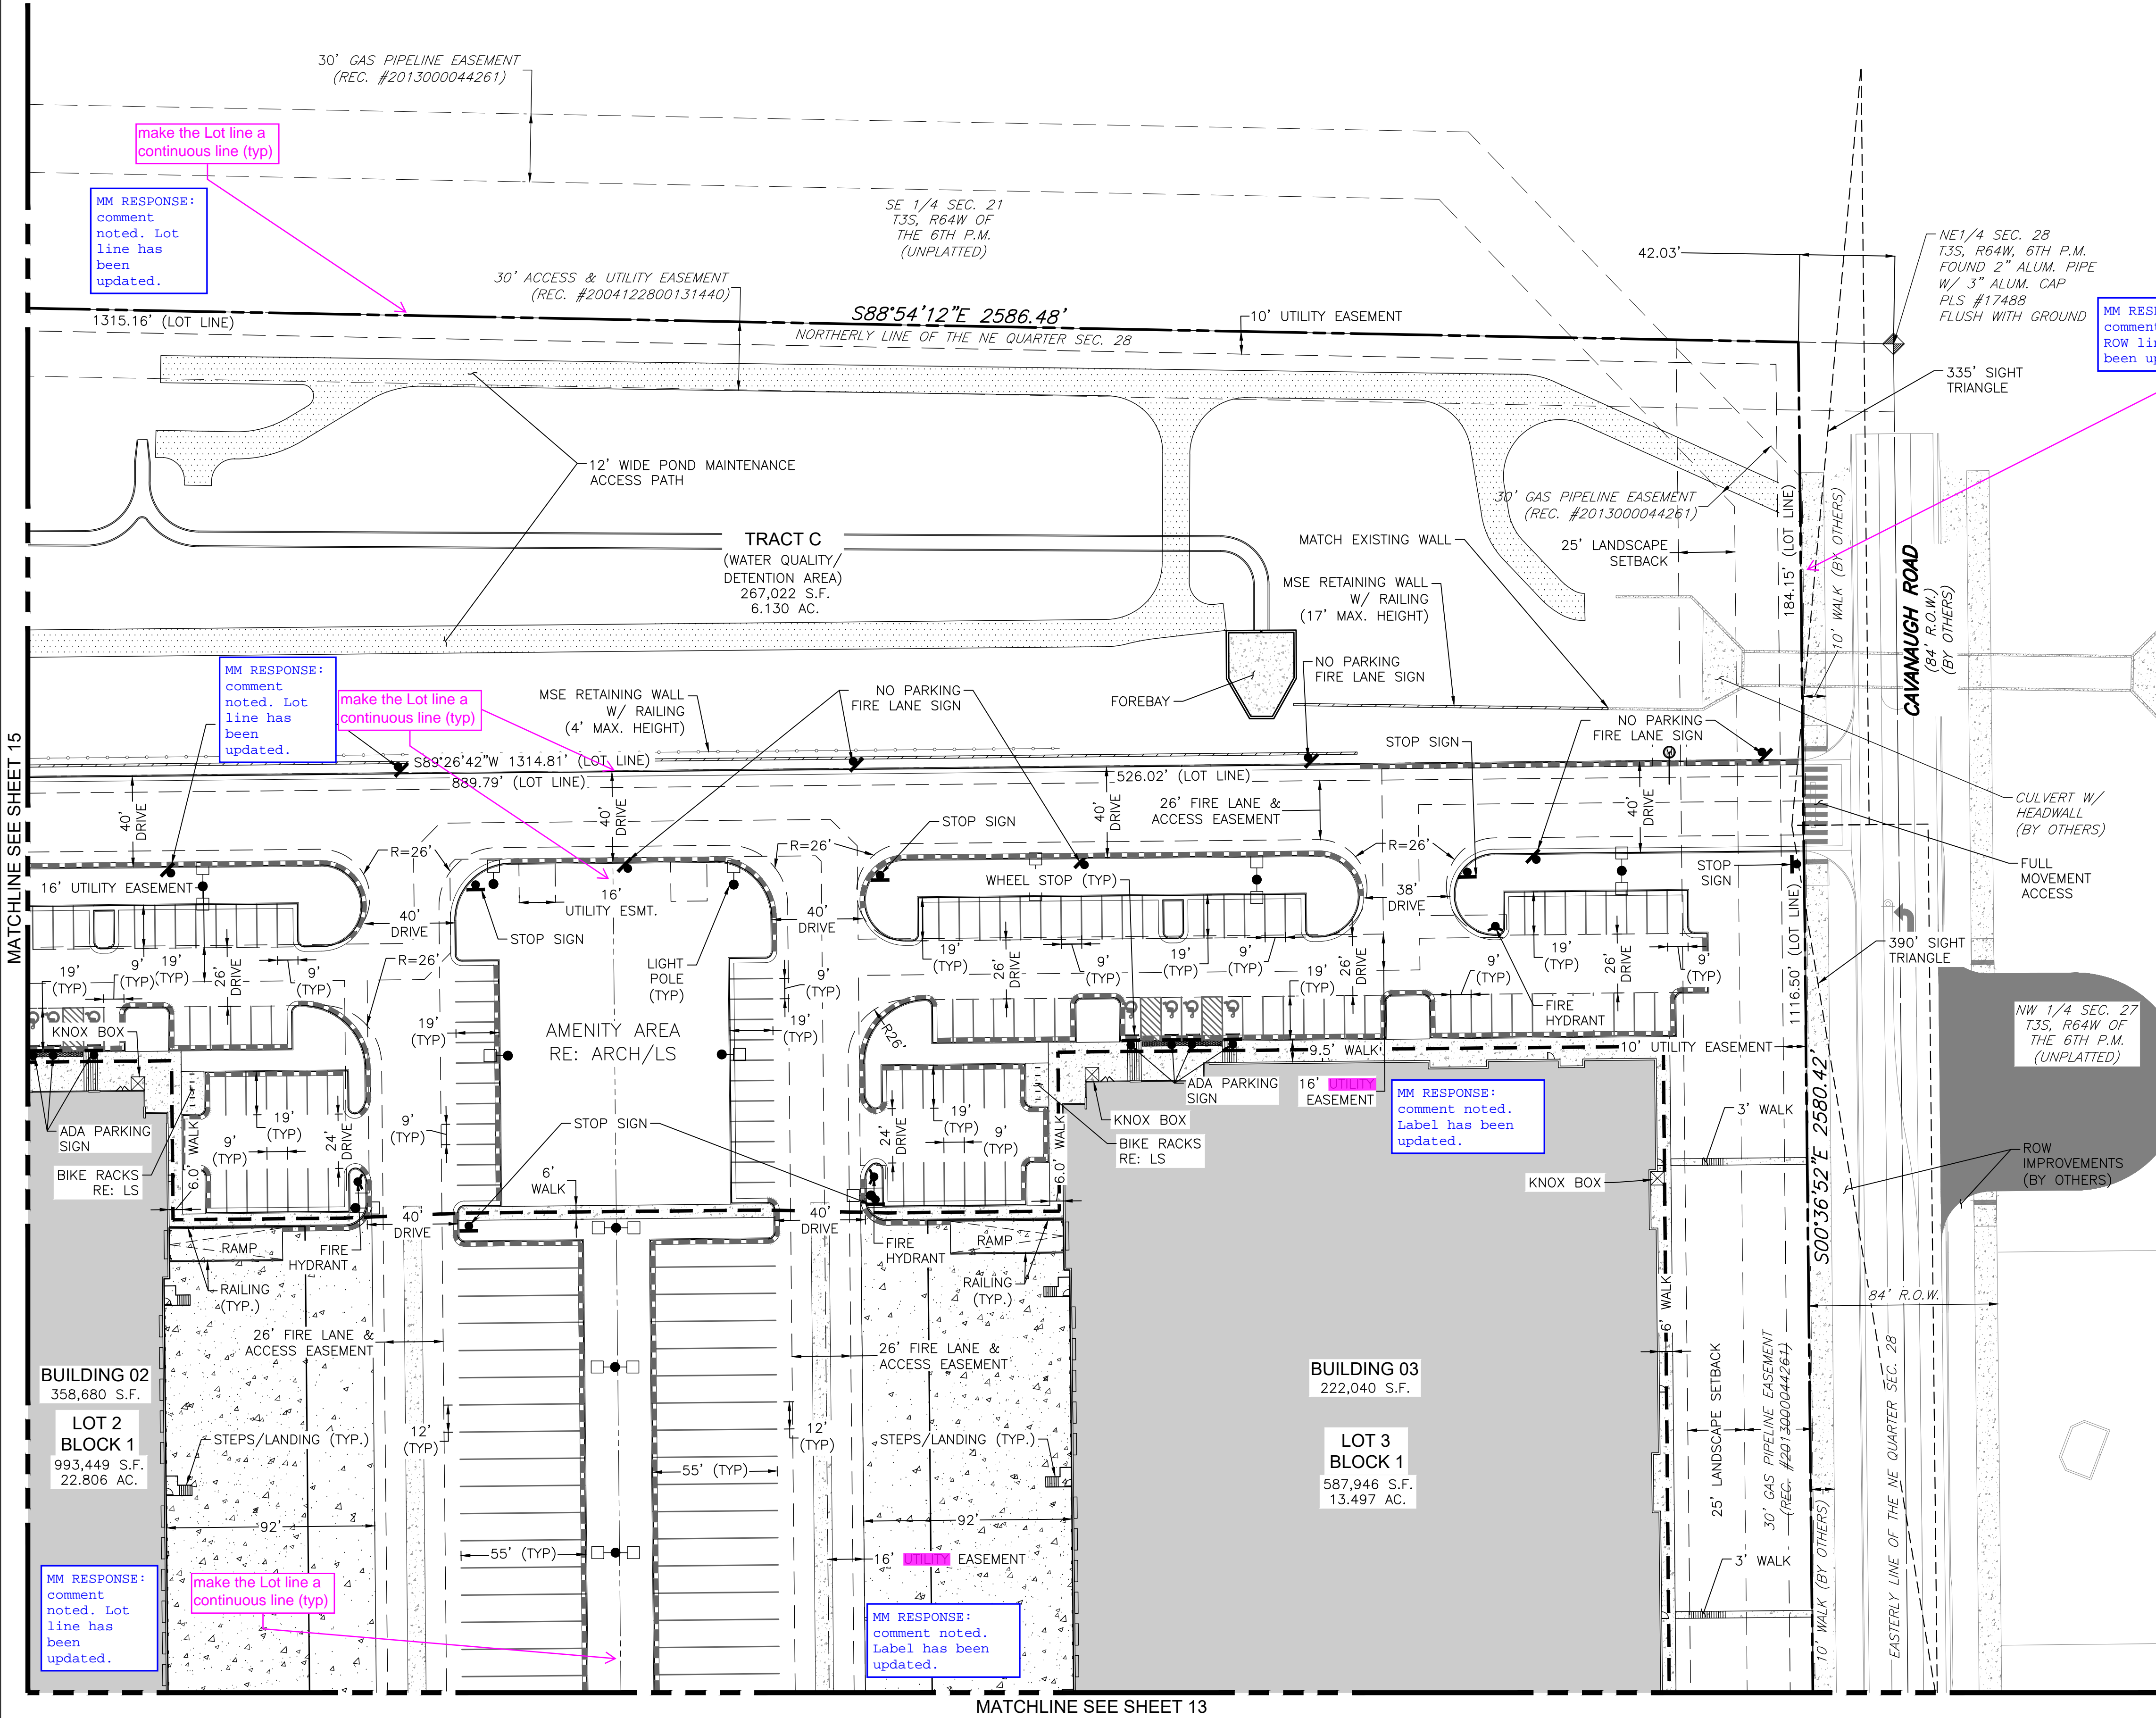 30' GAS PIPELINE EASEMENT
(REC. #2013000044261)
make the Lot line a
continuous line (typ)
MM RESPONSE:
comment
noted. Lot
line has
been
updated.
SE 1/4 SEC. 21
T3S, R64W OF
THE 6TH P.M.
(UNPLATTED)
30' ACCESS & UTILITY EASEMENT
(REC. #2004122800131440)
42.03'
NE1/4 SEC. 28
T3S, R64W, 6TH P.M.
FOUND 2" ALUM. PIPE
W/ 3" ALUM. CAP
PLS #17488
FLUSH WITH GROUND
1315.16' (LOT LINE)
S88°54'12"E 2586.48'
NORTHERLY LINE OF THE NE QUARTER SEC. 28
10' UTILITY EASEMENT
335' SIGHT
TRIANGLE
12' WIDE POND MAINTENANCE
ACCESS PATH
TRACT C
(WATER QUALITY/
DETENTION AREA)
267,022 S.F.
6.130 AC.
30' GAS PIPELINE EASEMENT
(REC. #2013000044261)
MATCH EXISTING WALL
25' LANDSCAPE
SETBACK
MSE RETAINING WALL
W/ RAILING
(17' MAX. HEIGHT)
184.15' (LOT LINE)
10' WALK (BY OTHERS)
CAVANAUGH ROAD
(84' R.O.W.)
(BY OTHERS)
MM RESPONSE:
comment
noted. Lot
line has
been
updated.
make the Lot line a
continuous line (typ)
MSE RETAINING WALL
W/ RAILING
(4' MAX. HEIGHT)
NO PARKING
FIRE LANE SIGN
FOREBAY
NO PARKING
FIRE LANE SIGN
STOP SIGN
NO PARKING
FIRE LANE SIGN
MATCHLINE SEE SHEET 15
S89°26'42"W 1314.81' (LOT LINE)
889.79' (LOT LINE)
526.02' (LOT LINE)
40'
DRIVE
40'
DRIVE
40'
DRIVE
26' FIRE LANE &
ACCESS EASEMENT
40'
DRIVE
CULVERT W/
HEADWALL
(BY OTHERS)
R=26'
R=26'
R=26'
STOP SIGN
16' UTILITY EASEMENT
WHEEL STOP (TYP)
STOP
SIGN
FULL
MOVEMENT
ACCESS
16'
UTILITY ESMT.
40'
DRIVE
STOP SIGN
40'
DRIVE
38'
DRIVE
1116.50' (LOT LINE)
390' SIGHT
TRIANGLE
19'
(TYP)
9'
(TYP)
19'
(TYP)
26'
DRIVE
9'
(TYP)
R=26'
LIGHT
POLE
(TYP)
9'
(TYP)
19'
(TYP)
26'
DRIVE
9'
(TYP)
19'
(TYP)
9'
(TYP)
19'
(TYP)
26'
DRIVE
9'
(TYP)
19'
(TYP)
26'
DRIVE
9'
(TYP)
KNOX BOX
19'
(TYP)
AMENITY AREA
RE: ARCH/LS
19'
(TYP)
R26'
FIRE
HYDRANT
NW 1/4 SEC. 27
T3S, R64W OF
THE 6TH P.M.
(UNPLATTED)
9.5' WALK
10' UTILITY EASEMENT
ADA PARKING
SIGN
16' UTILITY
EASEMENT
MM RESPONSE:
comment noted.
Label has been
updated.
KNOX BOX
3' WALK
ADA PARKING
SIGN
BIKE RACKS
RE: LS
6.0' WALK
9'
(TYP)
19'
(TYP)
24'
DRIVE
9'
(TYP)
STOP SIGN
24'
DRIVE
19'
(TYP)
9'
(TYP)
6.0' WALK
BIKE RACKS
RE: LS
6'
WALK
KNOX BOX
ROW
IMPROVEMENTS
(BY OTHERS)
S00°36'52"E 2580.42'
40'
DRIVE
40'
DRIVE
RAMP
FIRE
HYDRANT
RAILING
(TYP.)
FIRE
HYDRANT
RAMP
RAILING
(TYP.)
6' WALK
84' R.O.W.
26' FIRE LANE &
ACCESS EASEMENT
26' FIRE LANE &
ACCESS EASEMENT
BUILDING 02
358,680 S.F.
LOT 2
BLOCK 1
993,449 S.F.
22.806 AC.
BUILDING 03
222,040 S.F.
LOT 3
BLOCK 1
587,946 S.F.
13.497 AC.
25' LANDSCAPE SETBACK
30' GAS PIPELINE EASEMENT
(REC. #2013000044261)
EASTERLY LINE OF THE NE QUARTER SEC. 28
STEPS/LANDING (TYP.)
12'
(TYP)
12'
(TYP)
STEPS/LANDING (TYP.)
55' (TYP)
92'
92'
55' (TYP)
16' UTILITY EASEMENT
3' WALK
10' WALK (BY OTHERS)
MM RESPONSE:
comment
noted. Lot
line has
been
updated.
make the Lot line a
continuous line (typ)
MM RESPONSE:
comment noted.
Label has been
updated.
MATCHLINE SEE SHEET 13